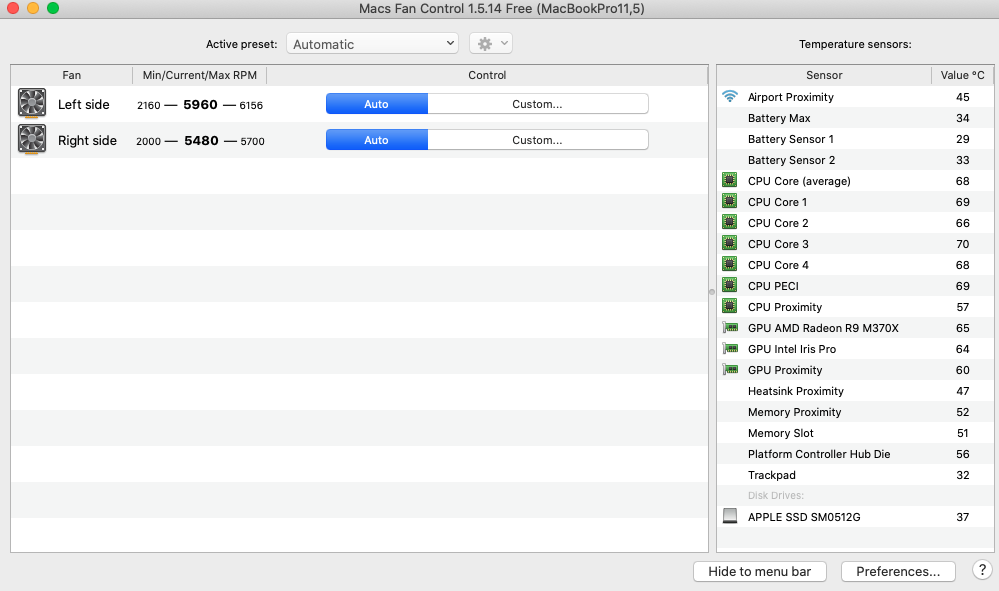 Macs Fan Control 1.5.14 Free (MacBookPro11,5)
Active preset: Automatic
Temperature sensors:
Fan Min/Current/Max RPM Control
Left side 2160 — 5960 — 6156 Auto Custom...
Right side 2000 — 5480 — 5700 Auto Custom...
Sensor Value °C
Airport Proximity 45
Battery Max 34
Battery Sensor 1 29
Battery Sensor 2 33
CPU Core (average) 68
CPU Core 1 69
CPU Core 2 66
CPU Core 3 70
CPU Core 4 68
CPU PECI 69
CPU Proximity 57
GPU AMD Radeon R9 M370X 65
GPU Intel Iris Pro 64
GPU Proximity 60
Heatsink Proximity 47
Memory Proximity 52
Memory Slot 51
Platform Controller Hub Die 56
Trackpad 32
Disk Drives:
APPLE SSD SM0512G 37
Hide to menu bar Preferences... ?